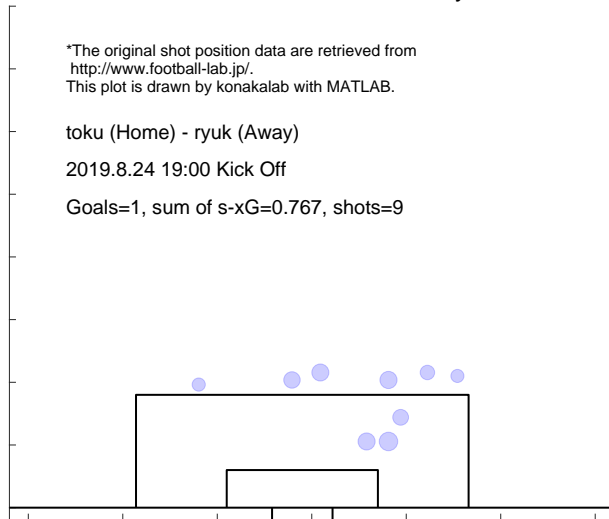 *The original shot position data are retrieved from
http://www.football-lab.jp/.
This plot is drawn by konakalab with MATLAB.
toku (Home) - ryuk (Away)
2019.8.24 19:00 Kick Off
Goals=1, sum of s-xG=0.767, shots=9